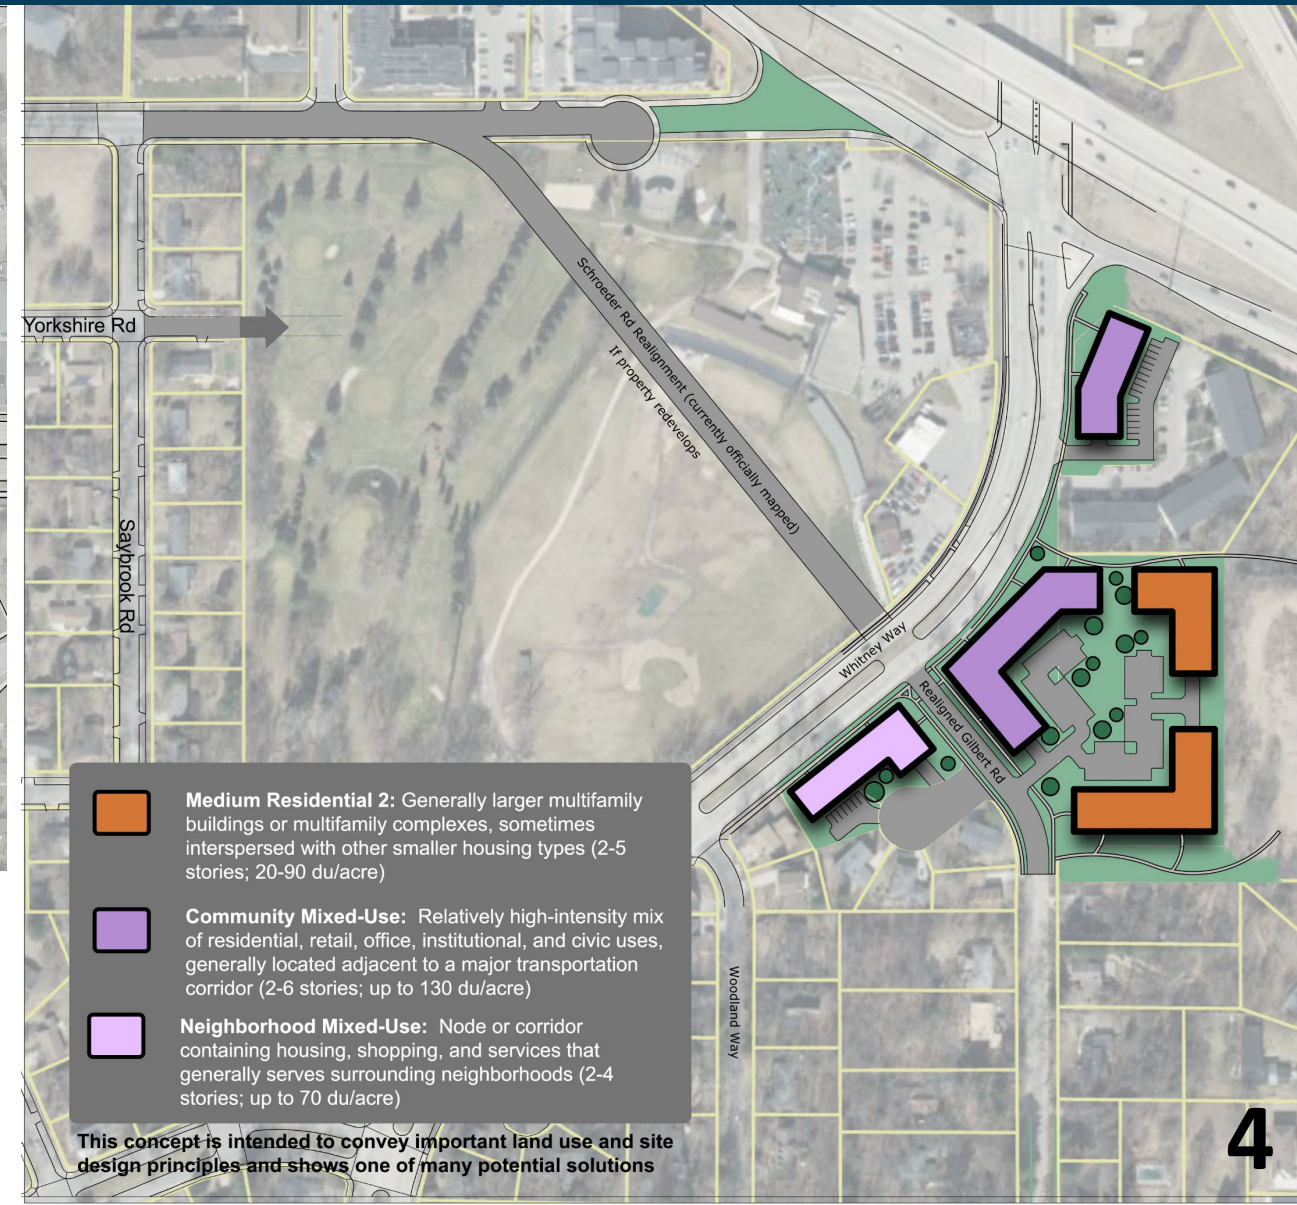 Yorkshire Rd
Saybrook Rd
Schroeder Rd Realignment (currently officially mapped)
If property redevelops
Whitney Way
Realigned Gilbert Rd
Woodland Way
Medium Residential 2: Generally larger multifamily
buildings or multifamily complexes, sometimes
interspersed with other smaller housing types (2-5
stories; 20-90 du/acre)
Community Mixed-Use: Relatively high-intensity mix
of residential, retail, office, institutional, and civic uses,
generally located adjacent to a major transportation
corridor (2-6 stories; up to 130 du/acre)
Neighborhood Mixed-Use: Node or corridor
containing housing, shopping, and services that
generally serves surrounding neighborhoods (2-4
stories; up to 70 du/acre)
This concept is intended to convey important land use and site
design principles and shows one of many potential solutions
4